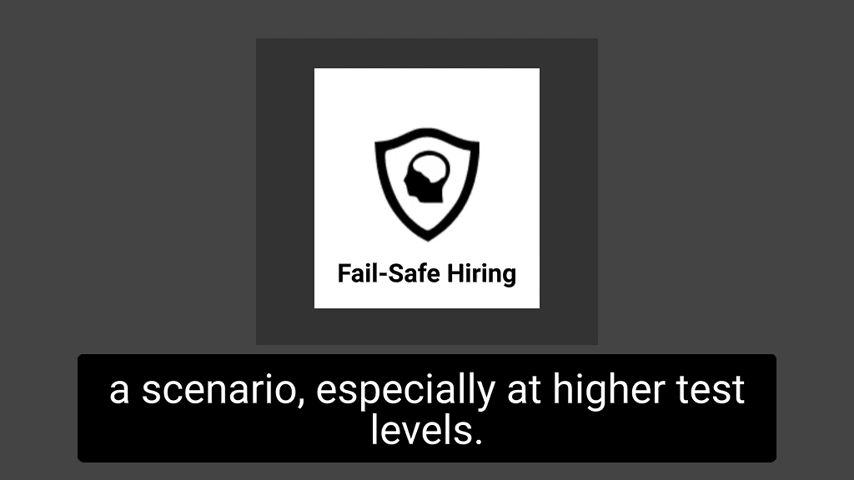 Fail-Safe Hiring
a scenario, especially at higher test
levels.